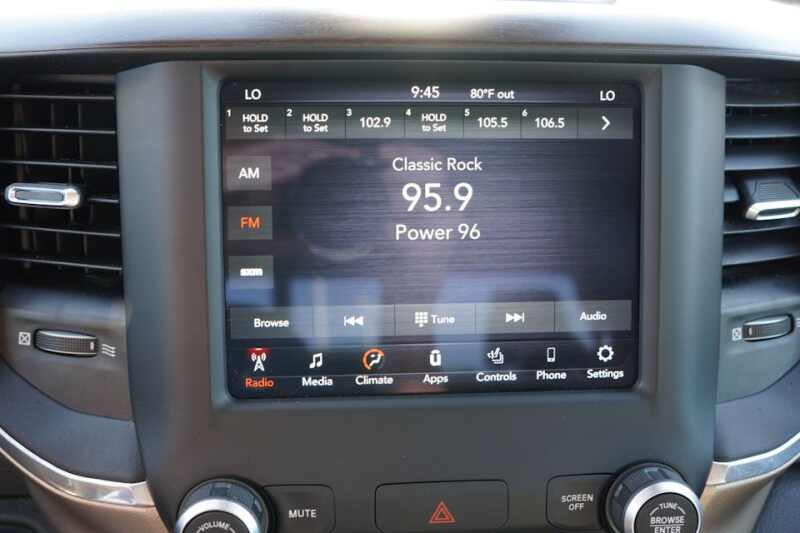 LO 9:45 80°F out LO
1 HOLD to Set 2 HOLD to Set 3 102.9 4 HOLD to Set 5 105.5 6 106.5 >
AM
Classic Rock
95.9
FM
Power 96
sxm
Browse Tune Audio
Radio Media Climate Apps Controls Phone Settings
VOLUME
MUTE
SCREEN
OFF
TUNE
BROWSE
ENTER